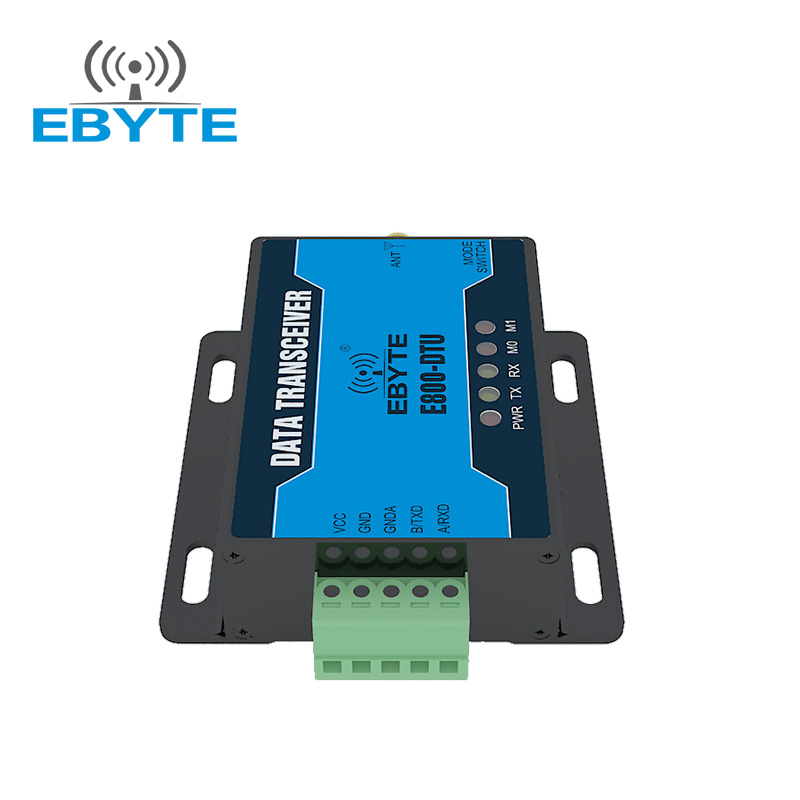 EBYTE
ANT
MODE
SWITCH
DATA TRANSCEIVER
®
EBYTE
E800-DTU
PWR TX RX M0 M1
VCC
GND
GNDA
B/TXD
A/RXD